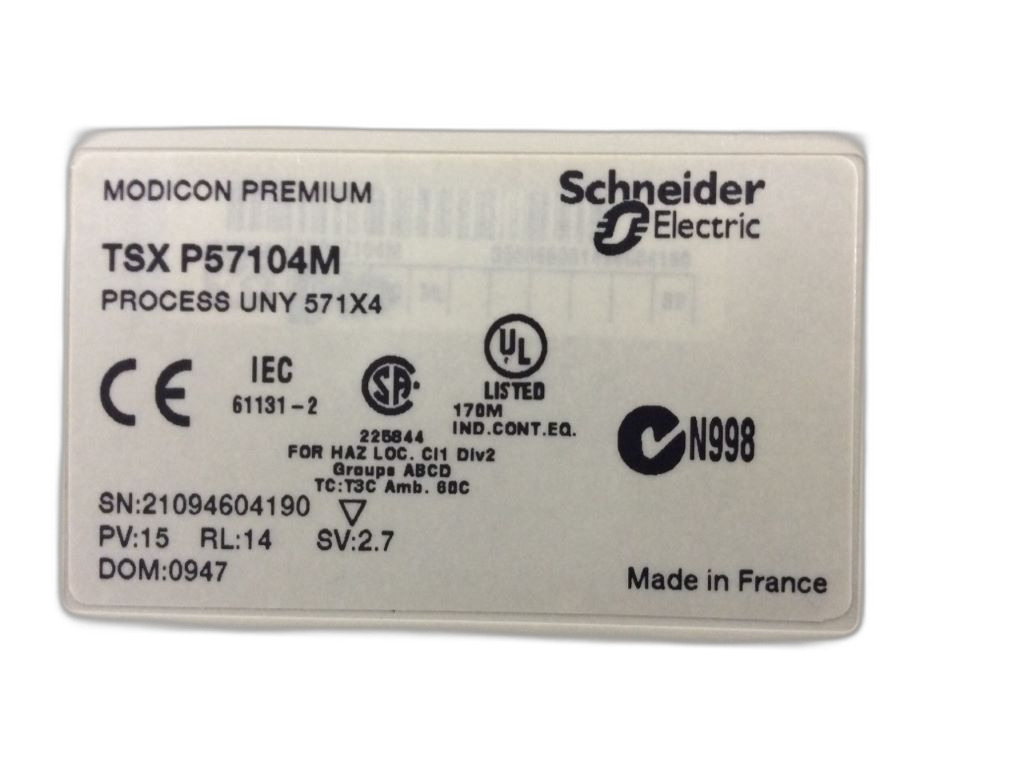 MODICON PREMIUM
Schneider
Electric
TSX P57104M
PROCESS UNY 571X4
CE
IEC
61131-2
SA
UL
LISTED
170M
IND.CONT.EQ.
225844
FOR HAZ LOC. Cl1 Div2
Groups ABCD
TC:T3C Amb. 60C
N998
SN:21094604190
PV:15 RL:14 SV:2.7
DOM:0947
Made in France